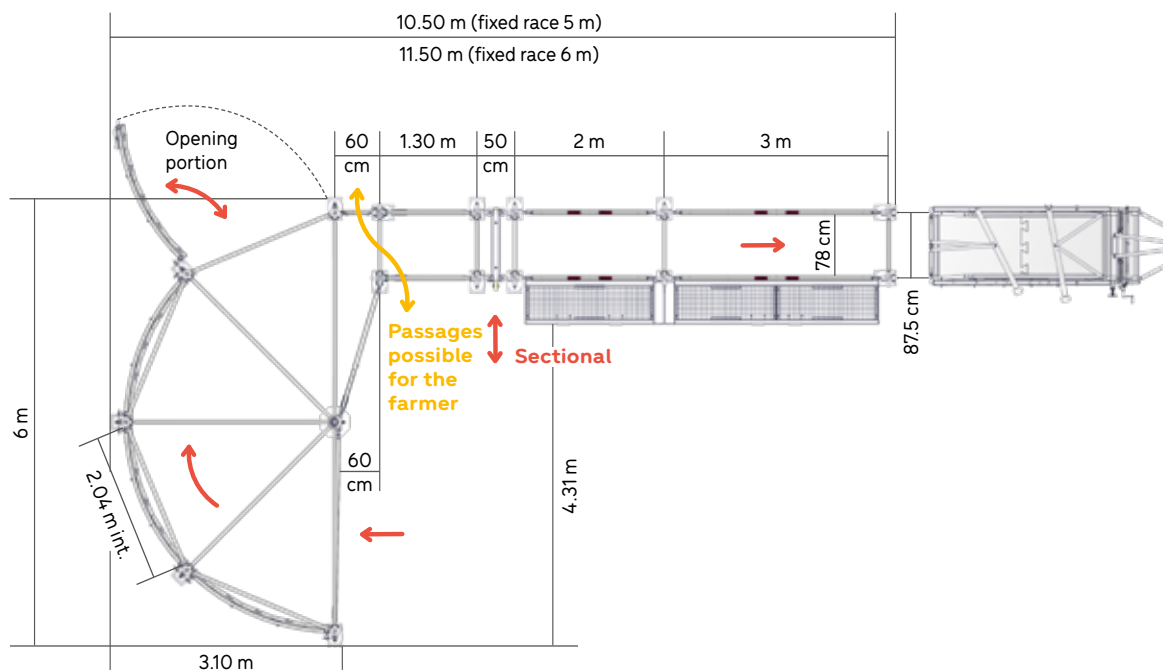 10.50 m (fixed race 5 m)
11.50 m (fixed race 6 m)
Opening
portion
60
cm
1.30 m
50
cm
2 m
3 m
78 cm
87.5 cm
Passages
possible
for the
farmer
Sectional
6 m
60
cm
4.31 m
2.04 m int.
3.10 m